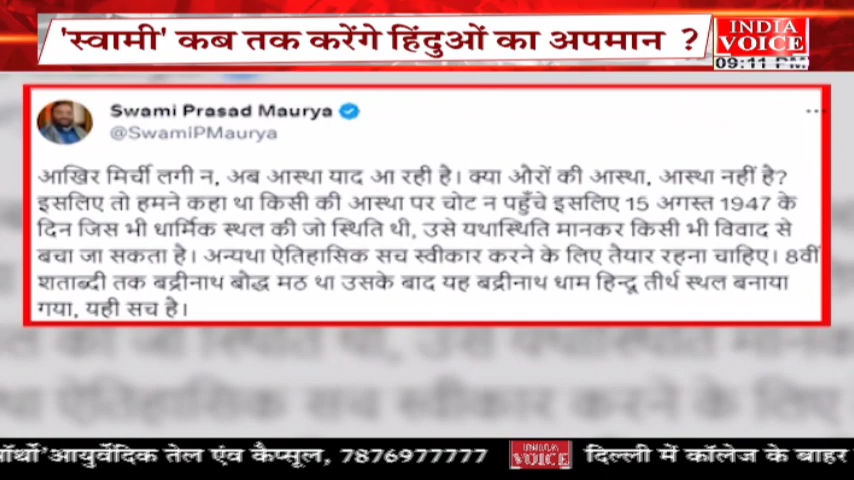 'स्वामी' कब तक करेंगे हिंदुओं का अपमान ?
INDIA
VOICE
09:11 PM
Swami Prasad Maurya
@SwamiPMaurya
आखिर मिर्ची लगी न, अब आस्था याद आ रही है। क्या औरों की आस्था, आस्था नहीं है?
इसलिए तो हमने कहा था किसी की आस्था पर चोट न पहुँचे इसलिए 15 अगस्त 1947 के
दिन जिस भी धार्मिक स्थल की जो स्थिति थी, उसे यथास्थिति मानकर किसी भी विवाद से
बचा जा सकता है। अन्यथा ऐतिहासिक सच स्वीकार करने के लिए तैयार रहना चाहिए। 8वीं
शताब्दी तक बद्रीनाथ बौद्ध मठ था उसके बाद यह बद्रीनाथ धाम हिन्दू तीर्थ स्थल बनाया
गया, यही सच है।
ऑर्थो आयुर्वेदिक तेल एंव कैप्सूल, 7876977777 INDIA VOICE दिल्ली में कॉलेज के बाहर